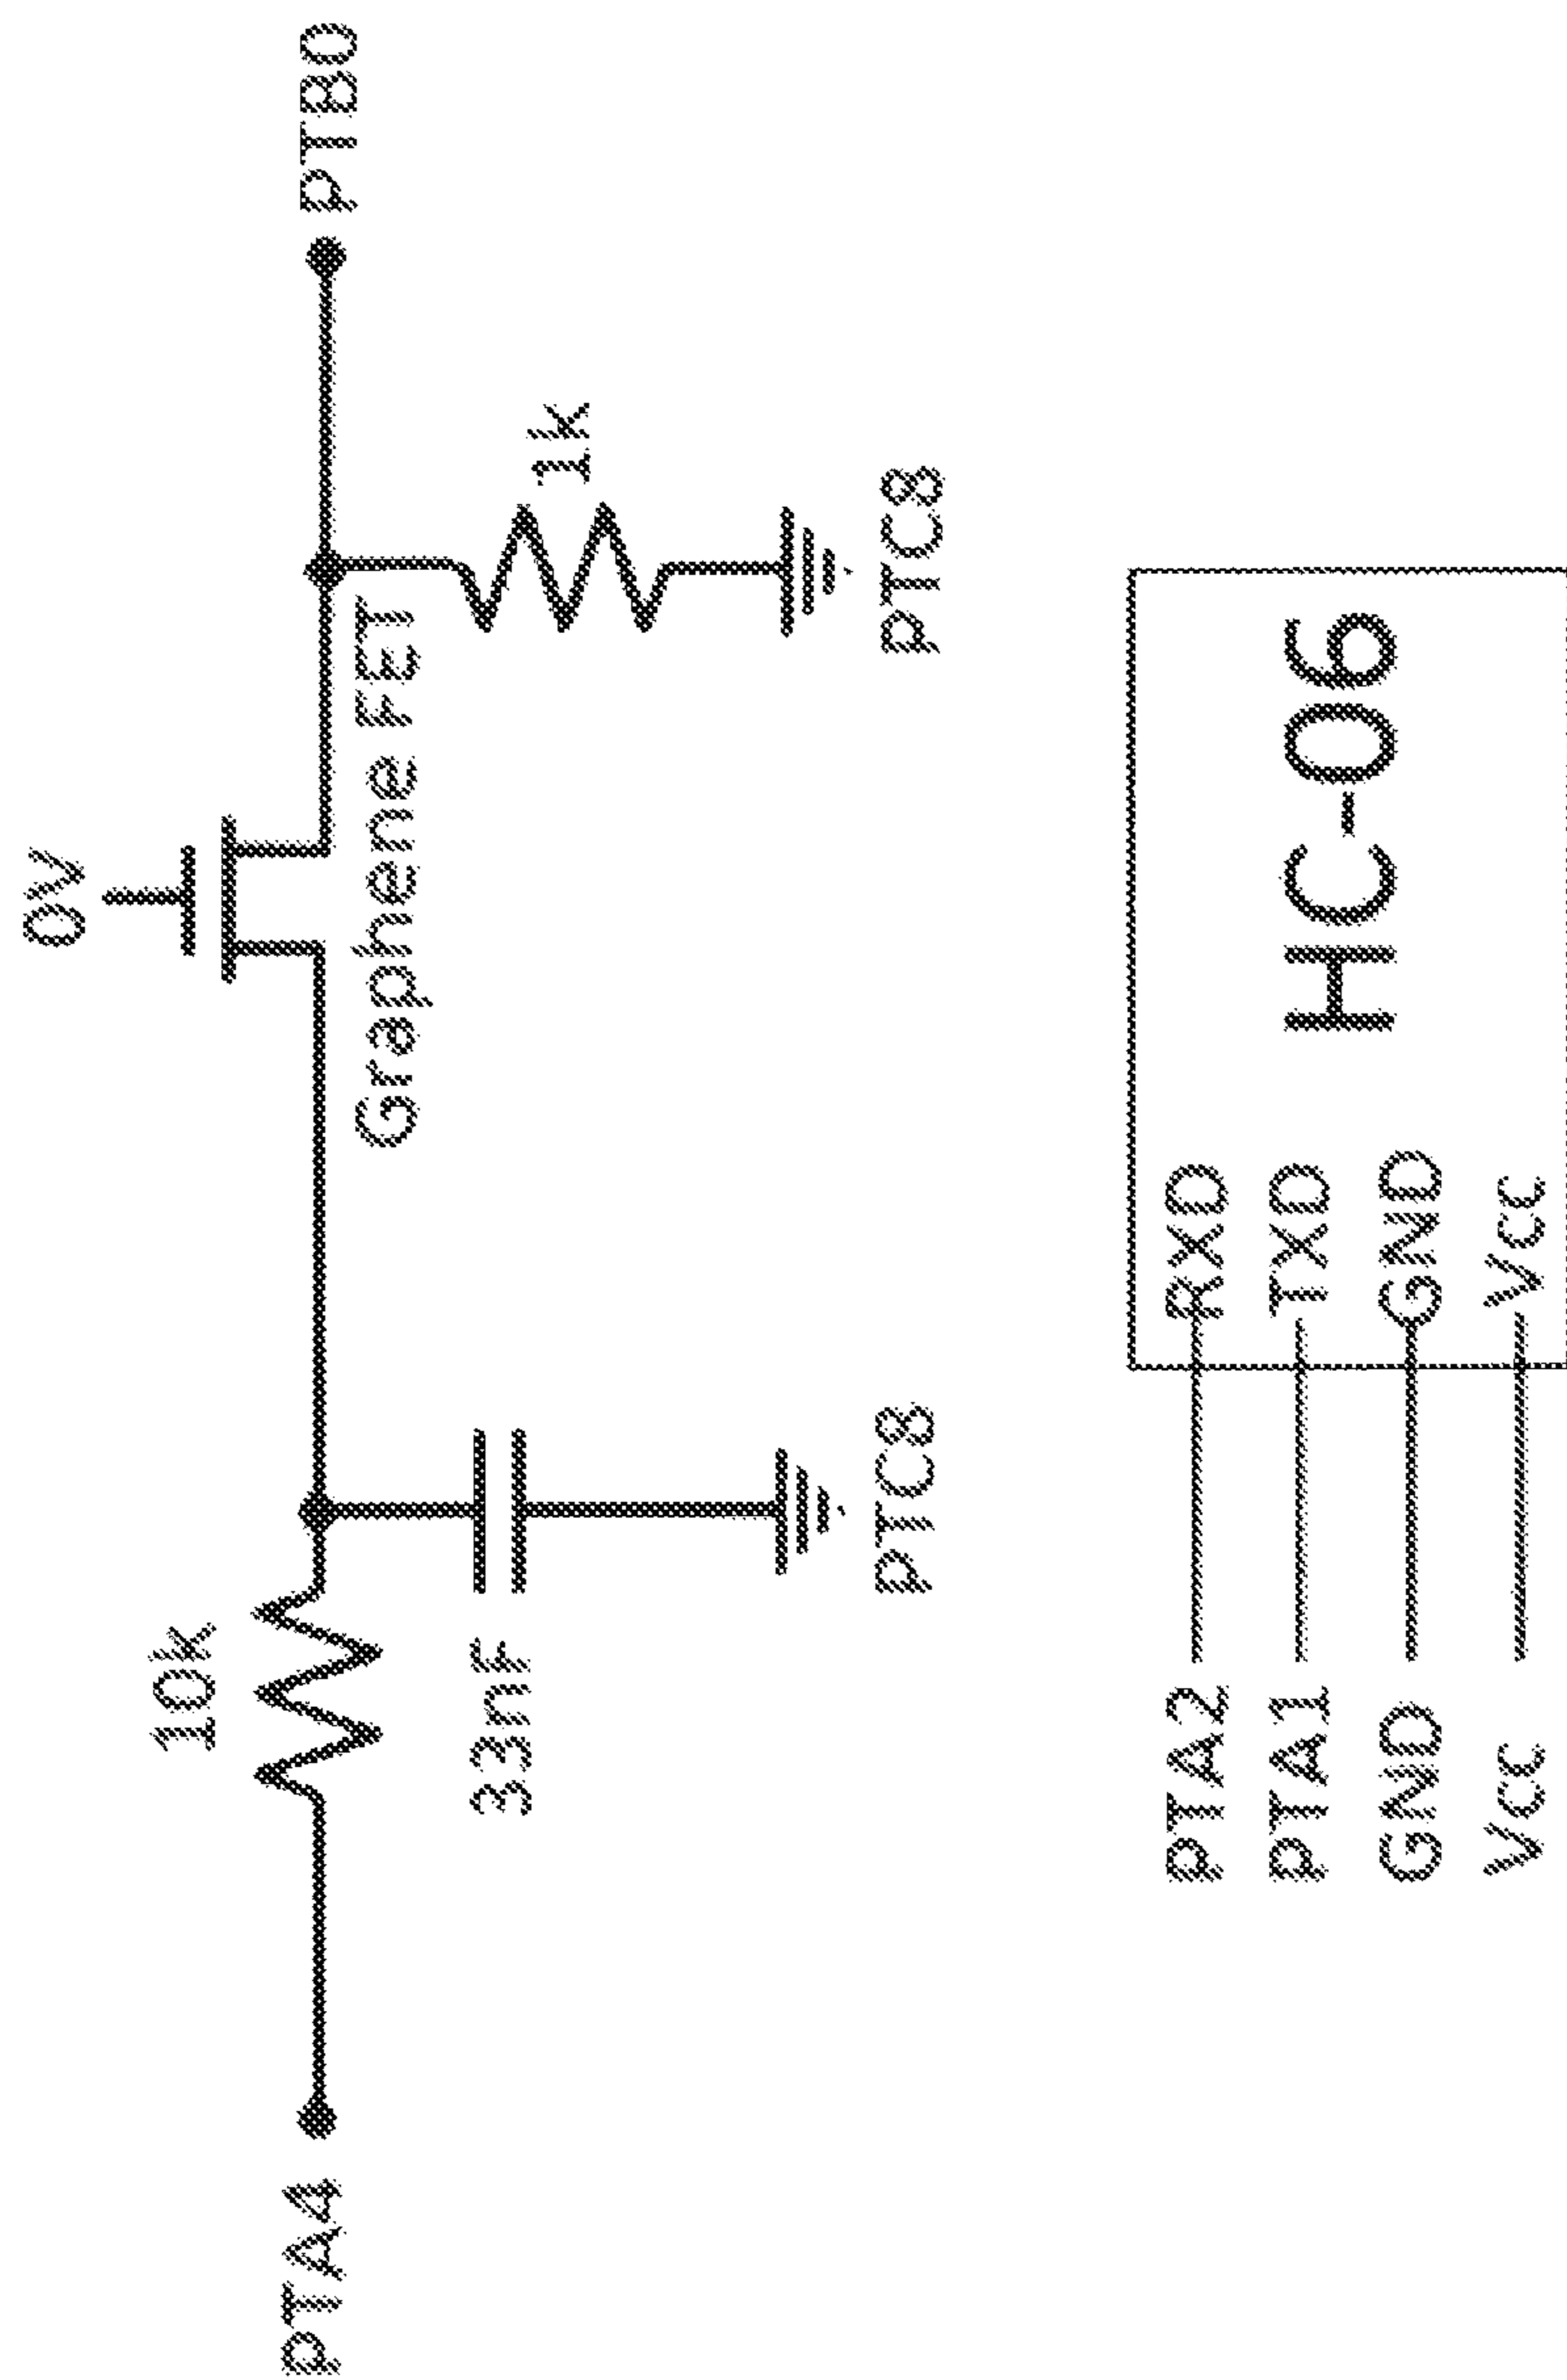 0V
10k
PTA4
PTB0
Graphene FET
33nF
1k
PTC8
PTC8
PTA2
RXD
PTA1
TXD
HC-06
GND
GND
Vcc
Vcc